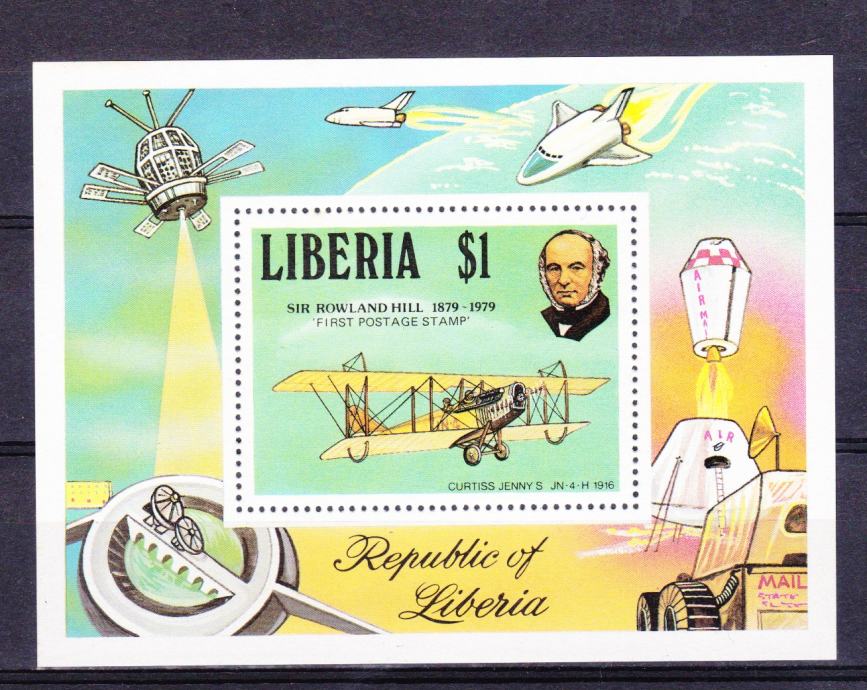 LIBERIA $1
SIR ROWLAND HILL 1879-1979
'FIRST POSTAGE STAMP'
CURTISS JENNY S JN-4-H 1916
AIR MAIL
AIR
MAIL
Republic of
Liberia